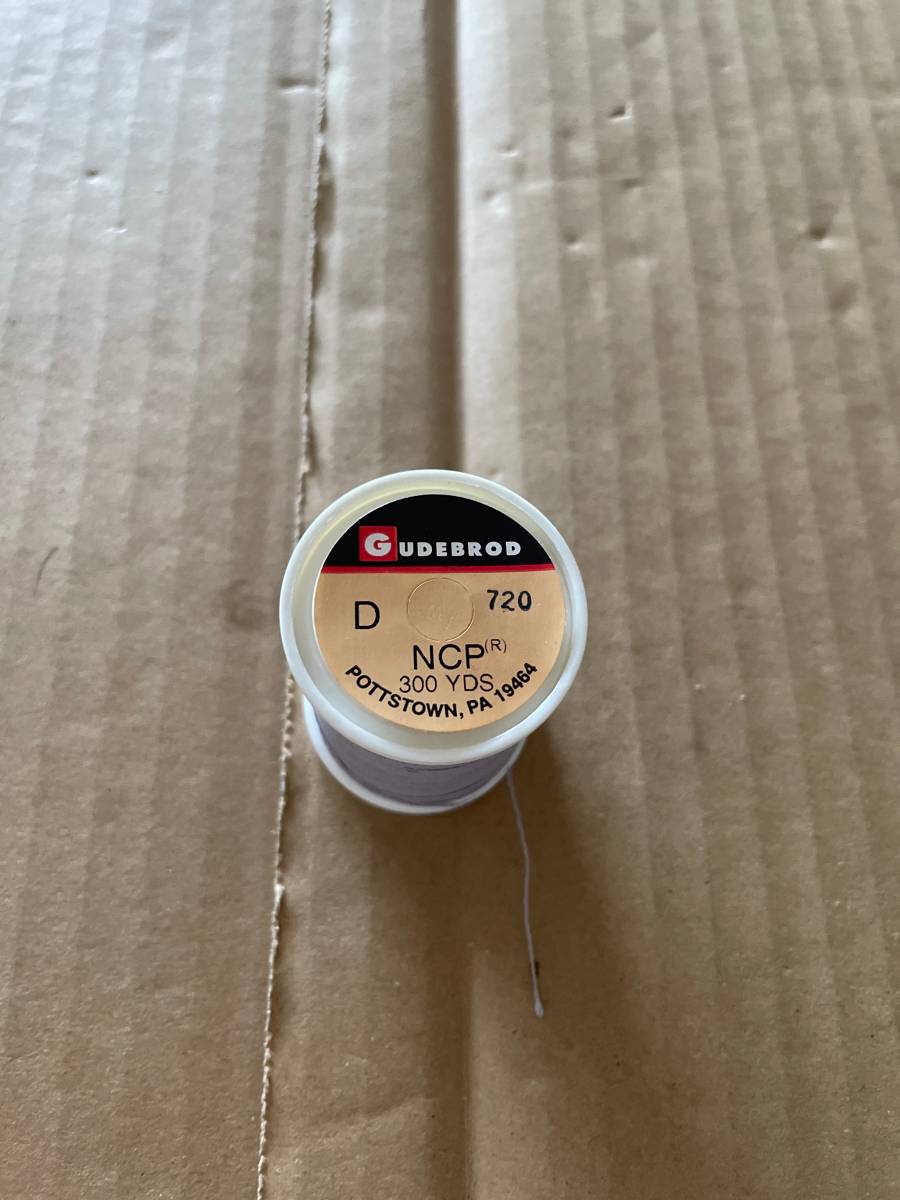 GUDEBROD
D 720
NCP(R)
300 YDS
POTTSTOWN, PA 19464